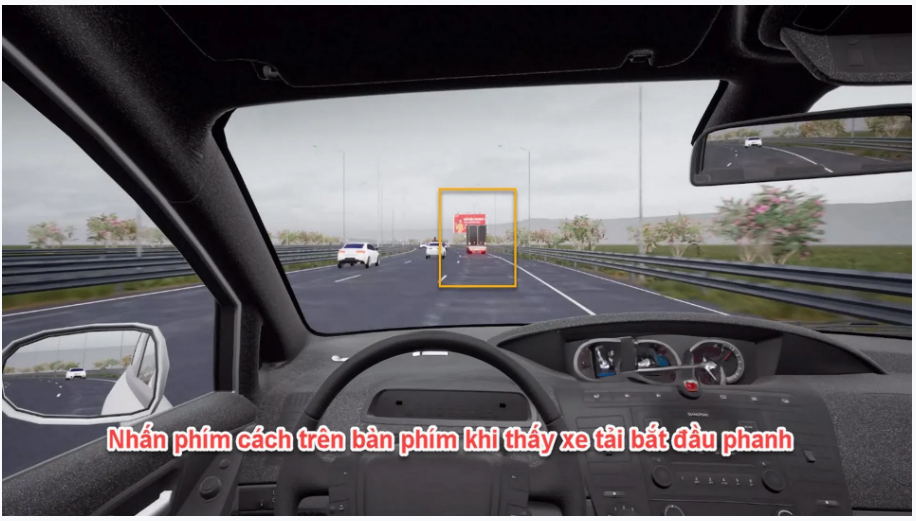 Nhấn phím cách trên bàn phím khi thấy xe tải bắt đầu phanh